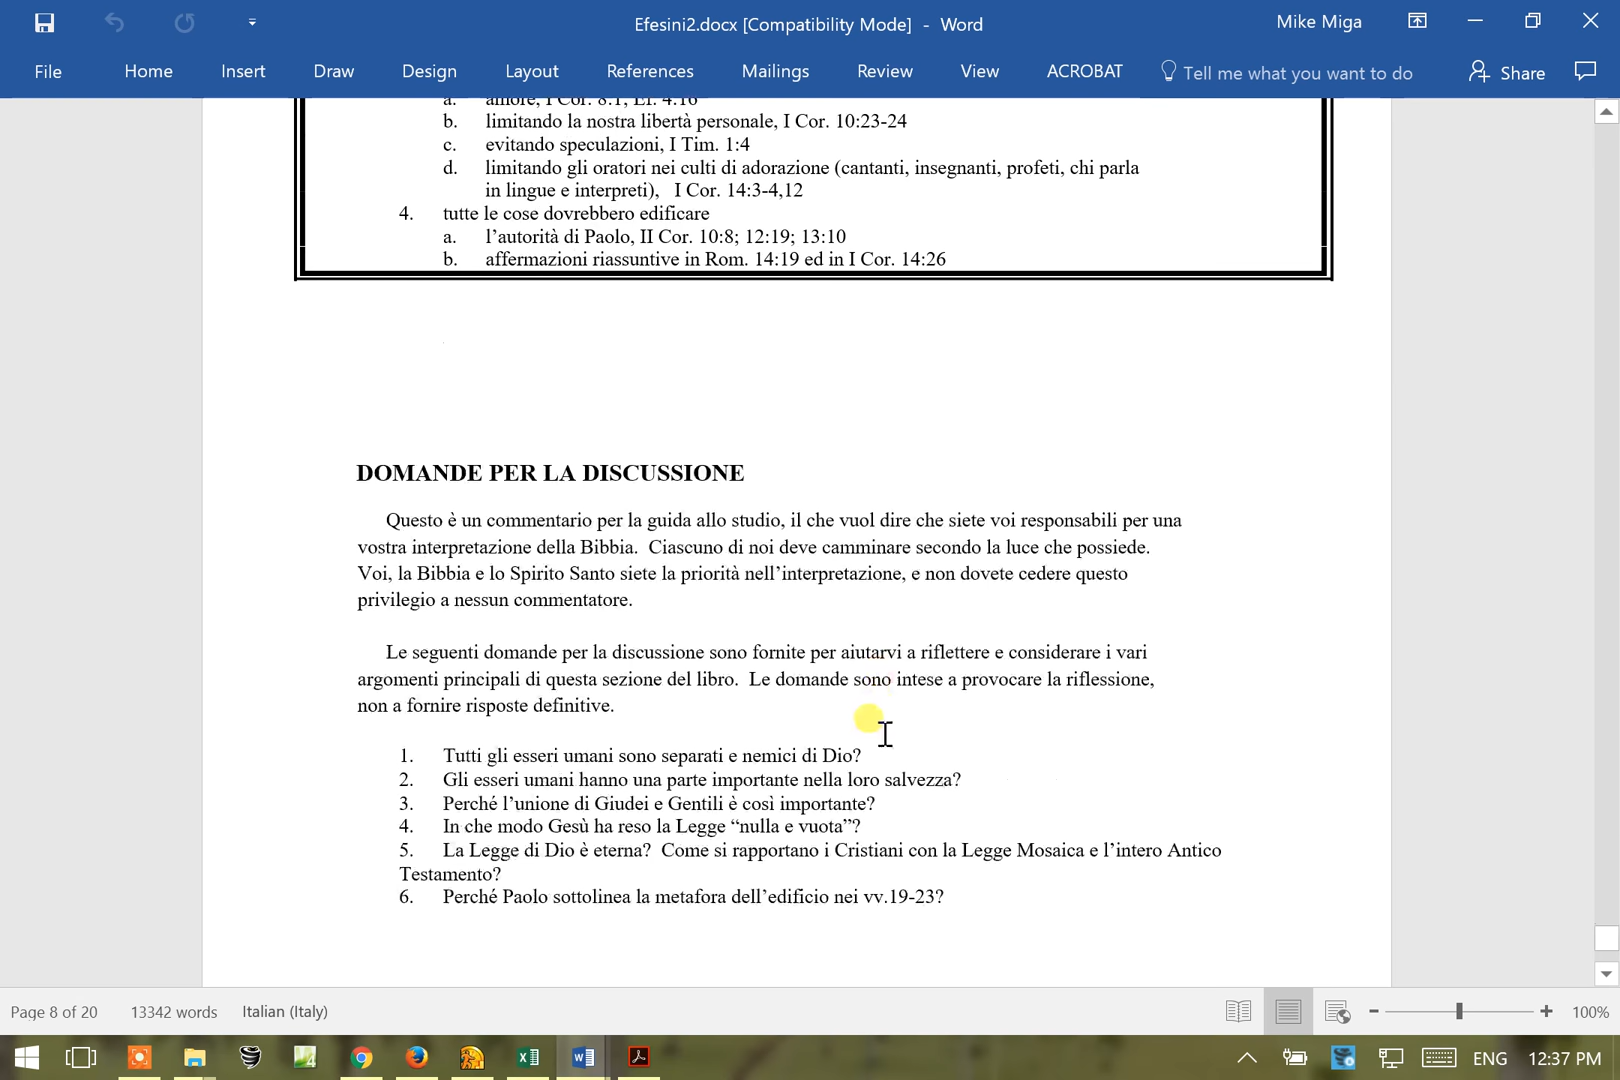 Efesini2.docx [Compatibility Mode] - Word
Mike Miga
File
Home
Insert
Draw
Design
Layout
References
Mailings
Review
View
ACROBAT
Tell me what you want to do
Share
a. amore, I Cor. 8:1; Ef. 4:16
b. limitando la nostra libertà personale, I Cor. 10:23-24
c. evitando speculazioni, I Tim. 1:4
d. limitando gli oratori nei culti di adorazione (cantanti, insegnanti, profeti, chi parla
in lingue e interpreti), I Cor. 14:3-4,12
4. tutte le cose dovrebbero edificare
a. l’autorità di Paolo, II Cor. 10:8; 12:19; 13:10
b. affermazioni riassuntive in Rom. 14:19 ed in I Cor. 14:26
DOMANDE PER LA DISCUSSIONE
Questo è un commentario per la guida allo studio, il che vuol dire che siete voi responsabili per una
vostra interpretazione della Bibbia. Ciascuno di noi deve camminare secondo la luce che possiede.
Voi, la Bibbia e lo Spirito Santo siete la priorità nell’interpretazione, e non dovete cedere questo
privilegio a nessun commentatore.
Le seguenti domande per la discussione sono fornite per aiutarvi a riflettere e considerare i vari
argomenti principali di questa sezione del libro. Le domande sono intese a provocare la riflessione,
non a fornire risposte definitive.
1. Tutti gli esseri umani sono separati e nemici di Dio?
2. Gli esseri umani hanno una parte importante nella loro salvezza?
3. Perché l’unione di Giudei e Gentili è così importante?
4. In che modo Gesù ha reso la Legge “nulla e vuota”?
5. La Legge di Dio è eterna? Come si rapportano i Cristiani con la Legge Mosaica e l’intero Antico
Testamento?
6. Perché Paolo sottolinea la metafora dell’edificio nei vv.19-23?
Page 8 of 20
13342 words
Italian (Italy)
100%
ENG
12:37 PM